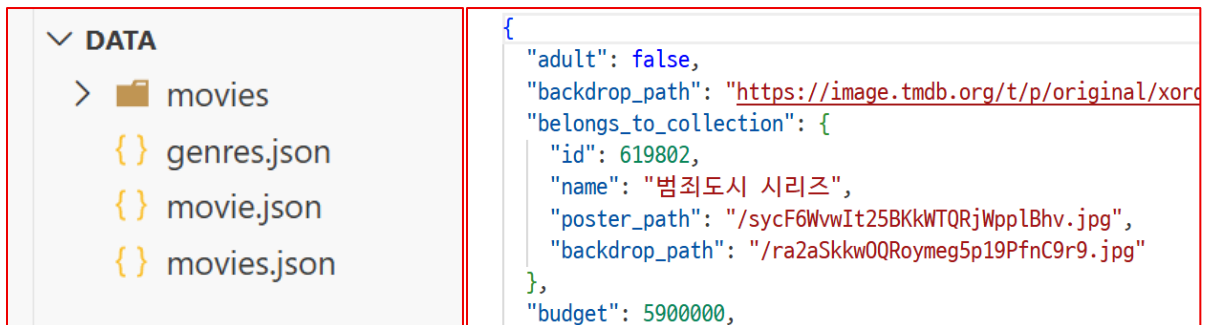 DATA
movies
genres.json
movie.json
movies.json
{
"adult": false,
"backdrop_path": "https://image.tmdb.org/t/p/original/xoro
"belongs_to_collection": {
"id": 619802,
"name": "범죄도시 시리즈",
"poster_path": "/sycF6WvwIt25BKkWTQRjWpplBhv.jpg",
"backdrop_path": "/ra2aSkkwOQRoymeg5p19PfnC9r9.jpg"
},
"budget": 5900000,